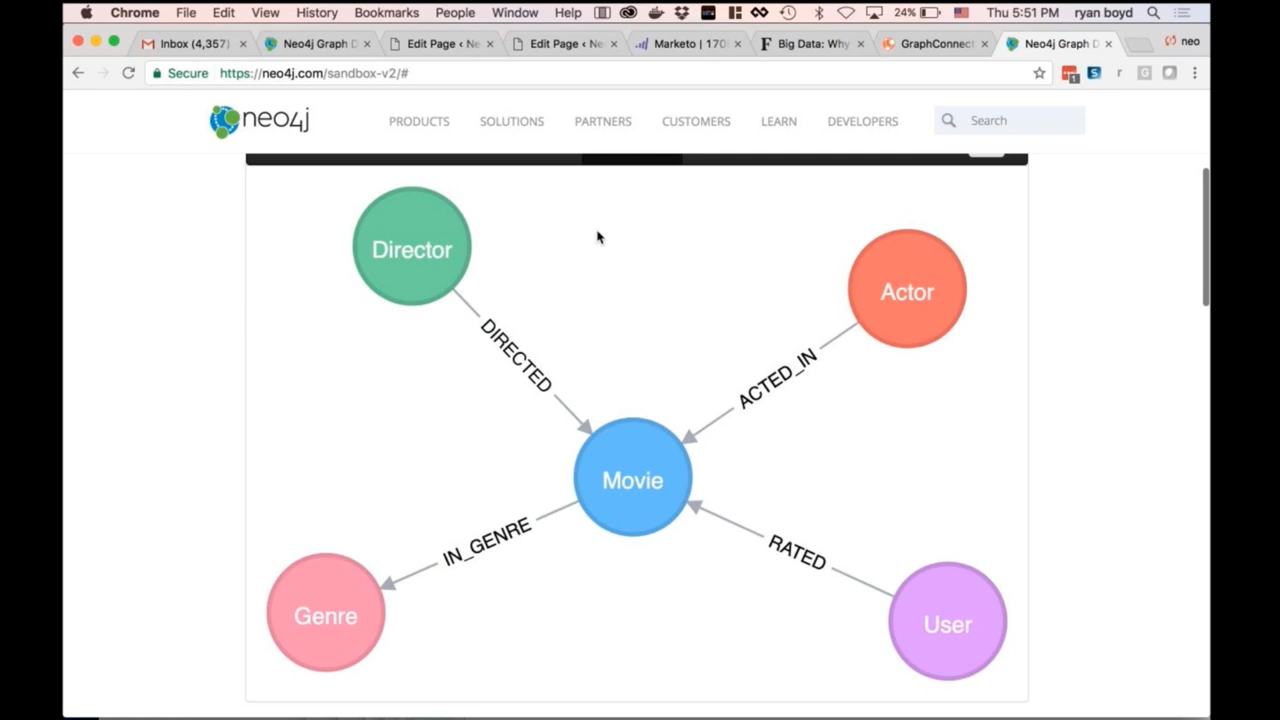 Chrome File Edit View History Bookmarks People Window Help 24% Thu 5:51 PM ryan boyd
Inbox (4,357) Neo4j Graph D Edit Page ‹ Ne Edit Page ‹ Ne Marketo | 170 Big Data: Why GraphConnect Neo4j Graph D neo
Secure https://neo4j.com/sandbox-v2/#
neo4j PRODUCTS SOLUTIONS PARTNERS CUSTOMERS LEARN DEVELOPERS Search
Director
Actor
DIRECTED
ACTED_IN
Movie
IN_GENRE
RATED
Genre
User